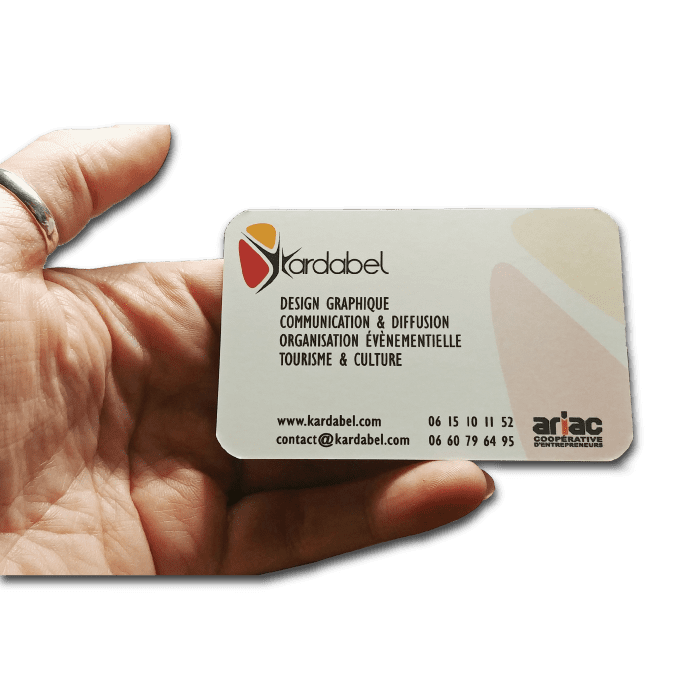 Kardabel
DESIGN GRAPHIQUE
COMMUNICATION & DIFFUSION
ORGANISATION ÉVÈNEMENTIELLE
TOURISME & CULTURE
www.kardabel.com 06 15 10 11 52
contact@kardabel.com 06 60 79 64 95
ariac
COOPÉRATIVE
D'ENTREPRENEURS